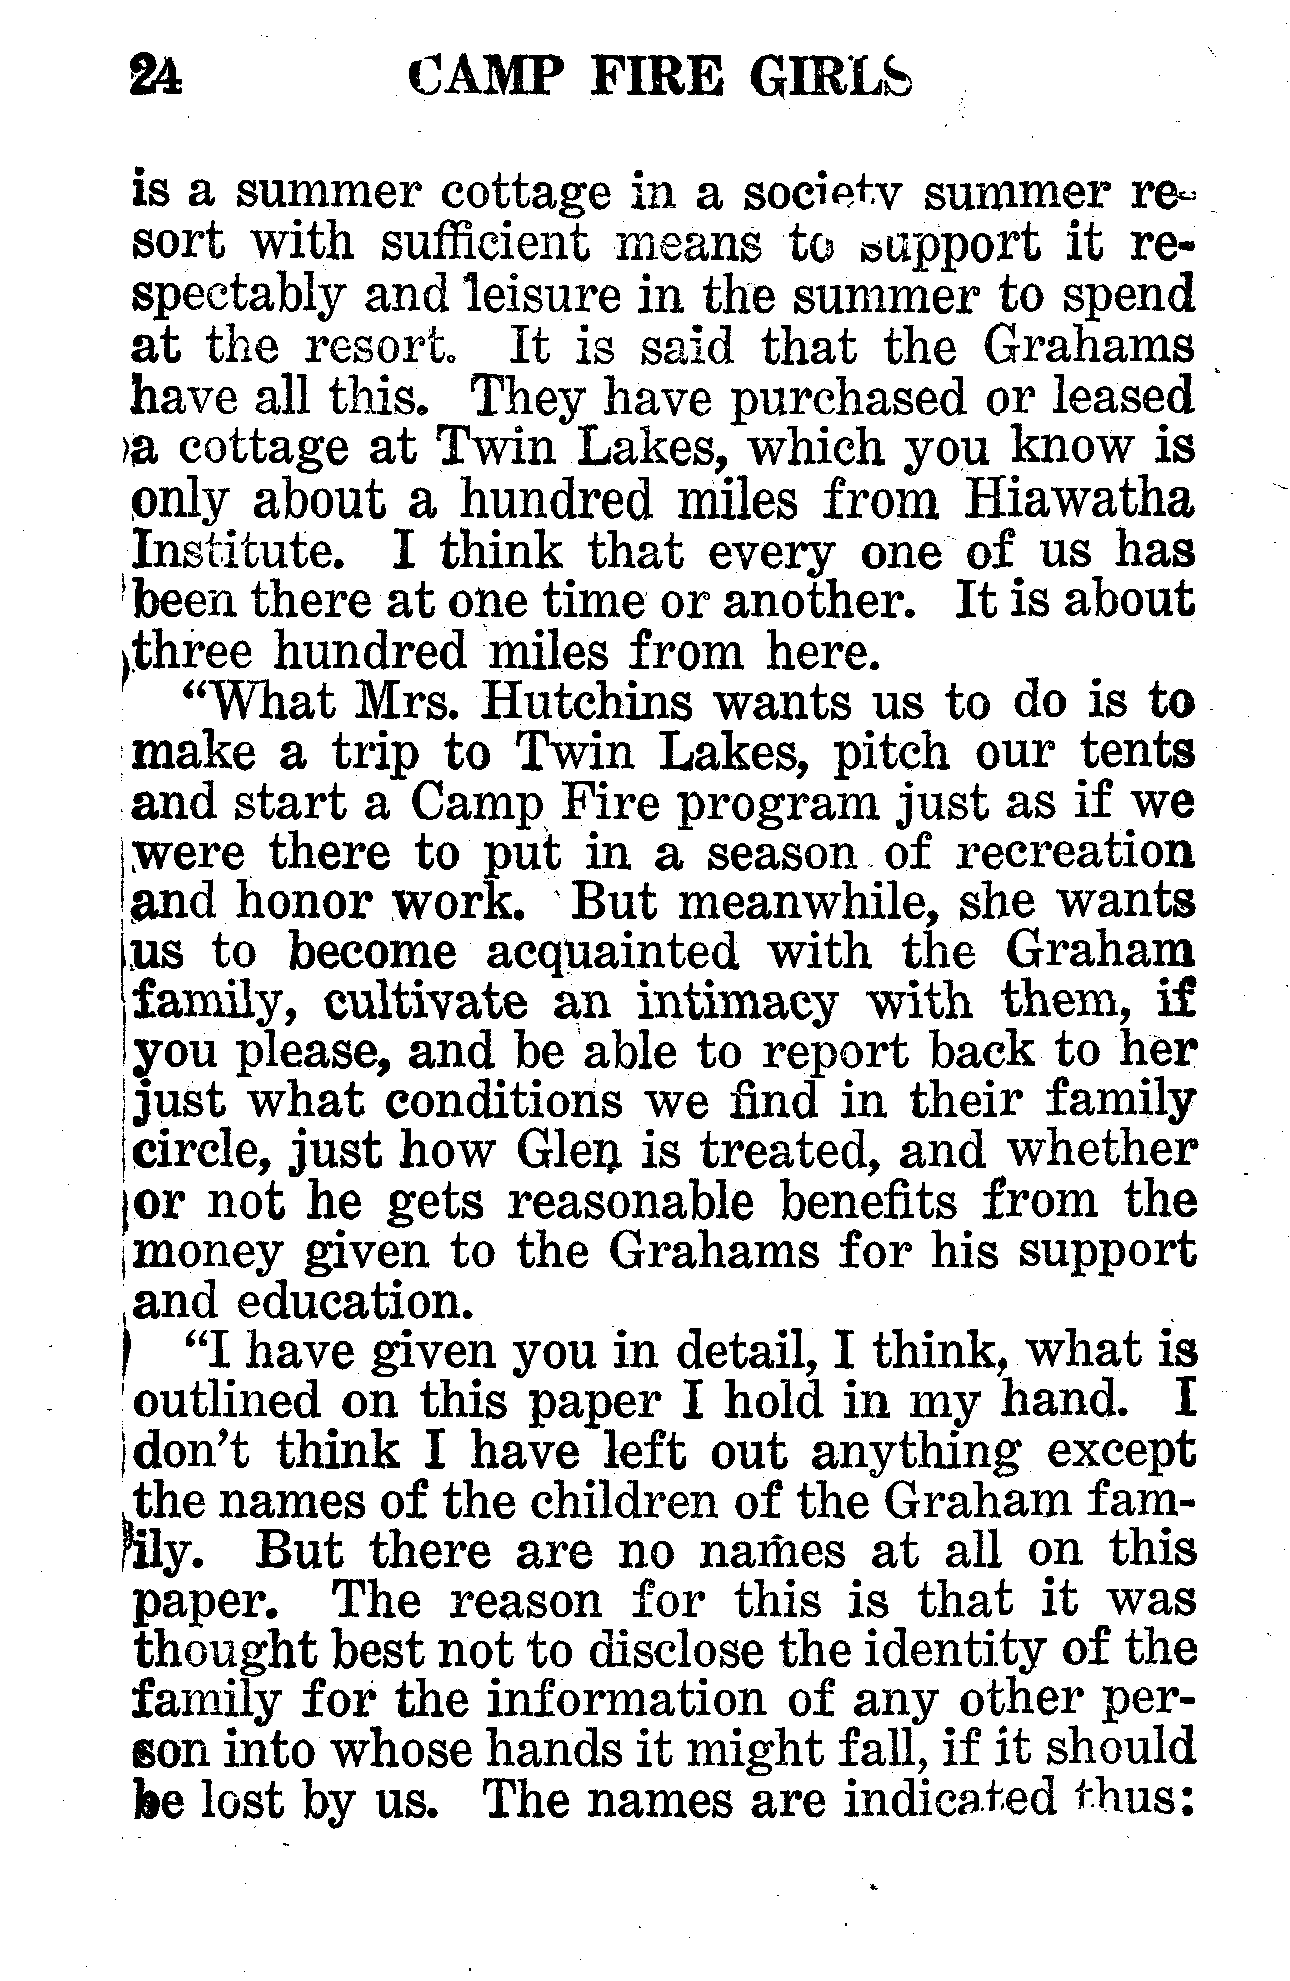 24 CAMP FIRE GIRLS
is a summer cottage in a society summer re-
sort with sufficient means to support it re-
spectably and leisure in the summer to spend
at the resort. It is said that the Grahams
have all this. They have purchased or leased
a cottage at Twin Lakes, which you know is
only about a hundred miles from Hiawatha
Institute. I think that every one of us has
been there at one time or another. It is about
three hundred miles from here.
“What Mrs. Hutchins wants us to do is to
make a trip to Twin Lakes, pitch our tents
and start a Camp Fire program just as if we
were there to put in a season of recreation
and honor work. But meanwhile, she wants
us to become acquainted with the Graham
family, cultivate an intimacy with them, if
you please, and be able to report back to her
just what conditions we find in their family
circle, just how Glen is treated, and whether
or not he gets reasonable benefits from the
money given to the Grahams for his support
and education.
“I have given you in detail, I think, what is
outlined on this paper I hold in my hand. I
don’t think I have left out anything except
the names of the children of the Graham fam-
ily. But there are no names at all on this
paper. The reason for this is that it was
thought best not to disclose the identity of the
family for the information of any other per-
son into whose hands it might fall, if it should
be lost by us. The names are indicated thus: